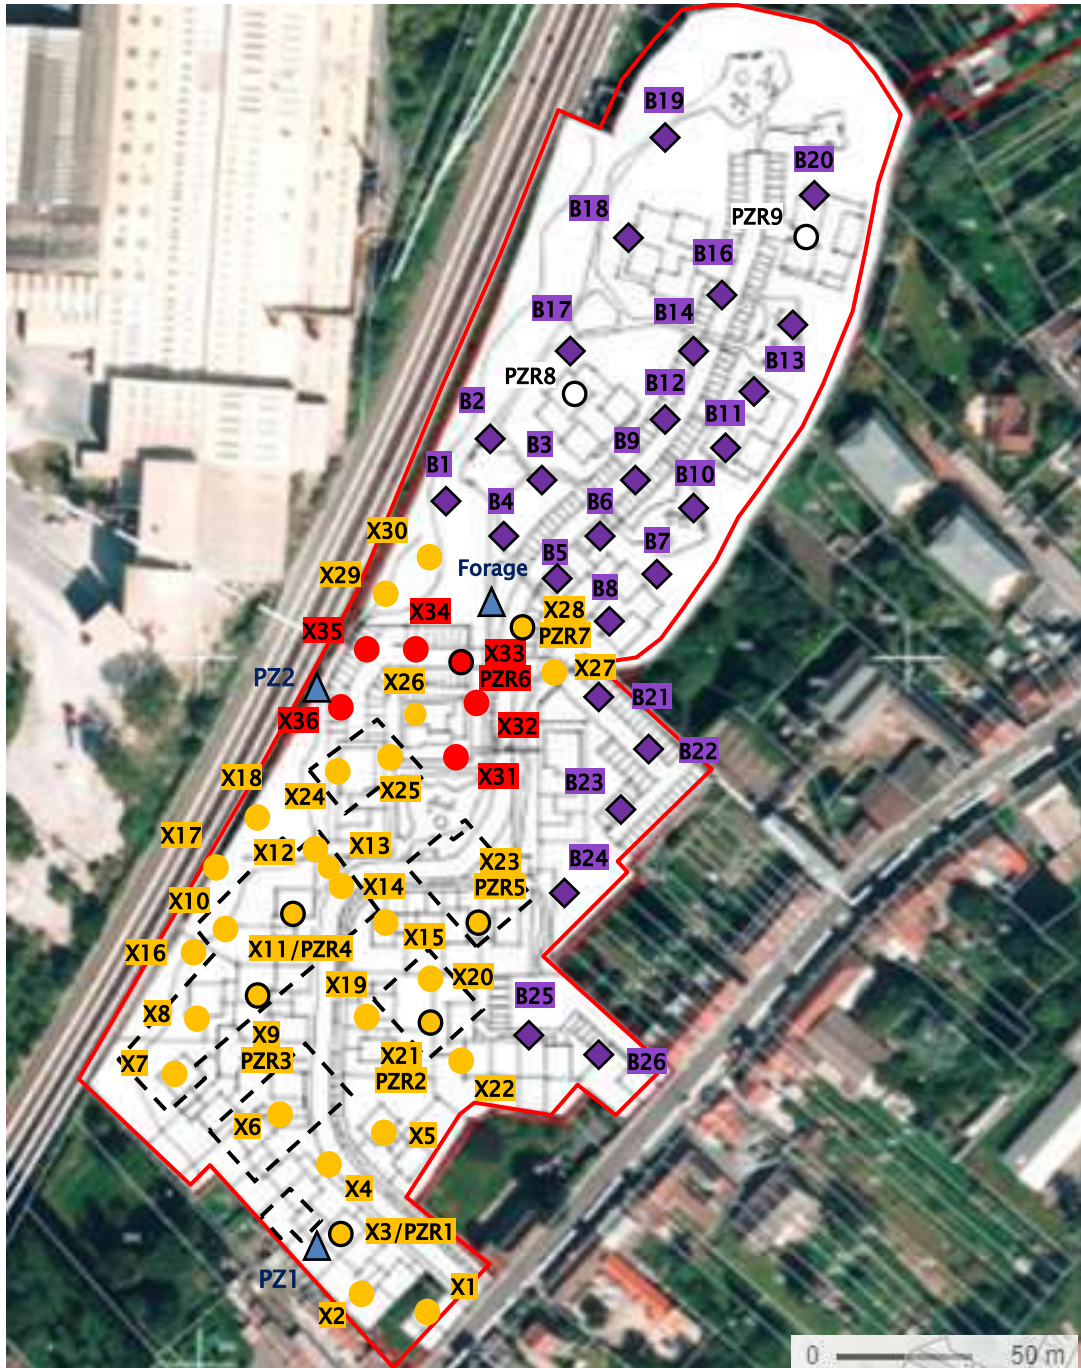 B19
B20
PZR9
B18
B16
B17
B14
B13
PZR8
B12
B2
B11
B3
B9
B1
B10
B4
B6
X30
B7
B5
Forage
X29
B8
X28
PZR7
X34
X35
X33
PZR6
X27
PZ2
X26
B21
X36
X32
B22
X18
X31
X24
X25
B23
X17
X12
X13
X23
PZR5
B24
X14
X10
X15
X11/PZR4
X16
X20
X19
B25
X8
X9
PZR3
X21
PZR2
B26
X7
X22
X6
X5
X4
X3/PZR1
PZ1
X1
X2
0
50 m